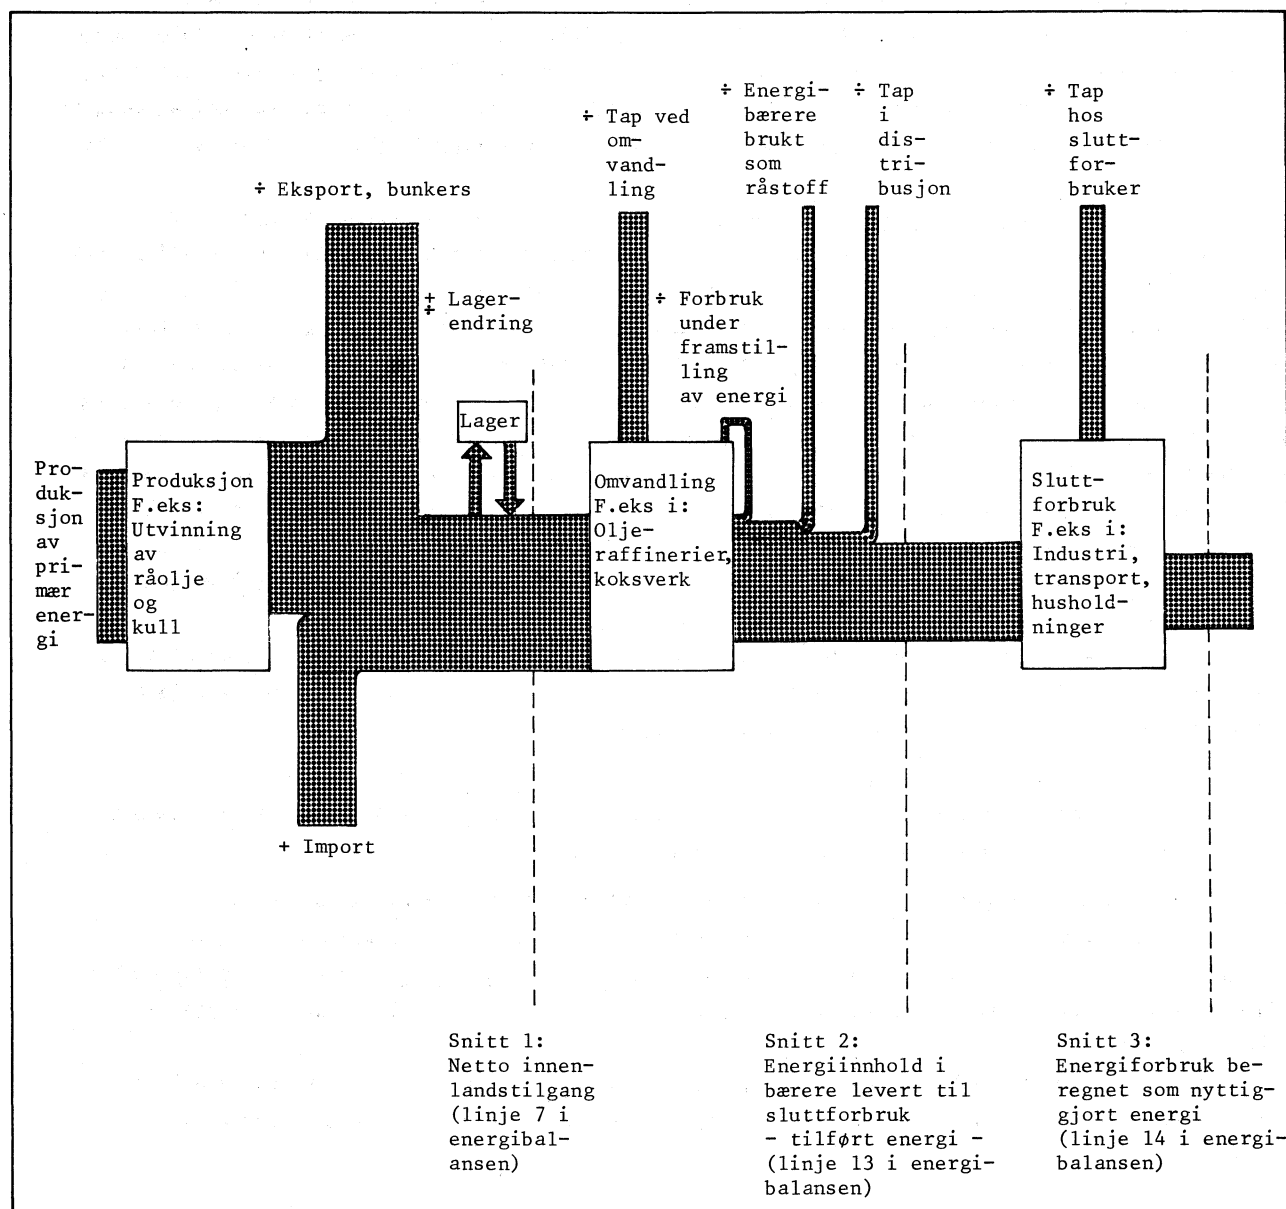 ÷ Energi-
bærere
brukt
som
råstoff
÷ Tap
i
dis-
tri-
busjon
÷ Tap
hos
slutt-
for-
bruker
÷ Tap ved
om-
vand-
ling
÷ Eksport, bunkers
+
÷ Lager-
endring
÷ Forbruk
under
framstil-
ling
av energi
Lager
Pro-
duk-
sjon
av
pri-
mær
ener-
gi
Produksjon
F.eks:
Utvinning
av
råolje
og
kull
Omvandling
F.eks i:
Olje-
raffinerier,
koksverk
Slutt-
forbruk
F.eks i:
Industri,
transport,
hushold-
ninger
+ Import
Snitt 1:
Netto innen-
landstilgang
(linje 7 i
energibal-
ansen)
Snitt 2:
Energiinnhold i
bærere levert til
sluttforbruk
- tilført energi -
(linje 13 i energi-
balansen)
Snitt 3:
Energiforbruk be-
regnet som nyttig-
gjort energi
(linje 14 i energi-
balansen)